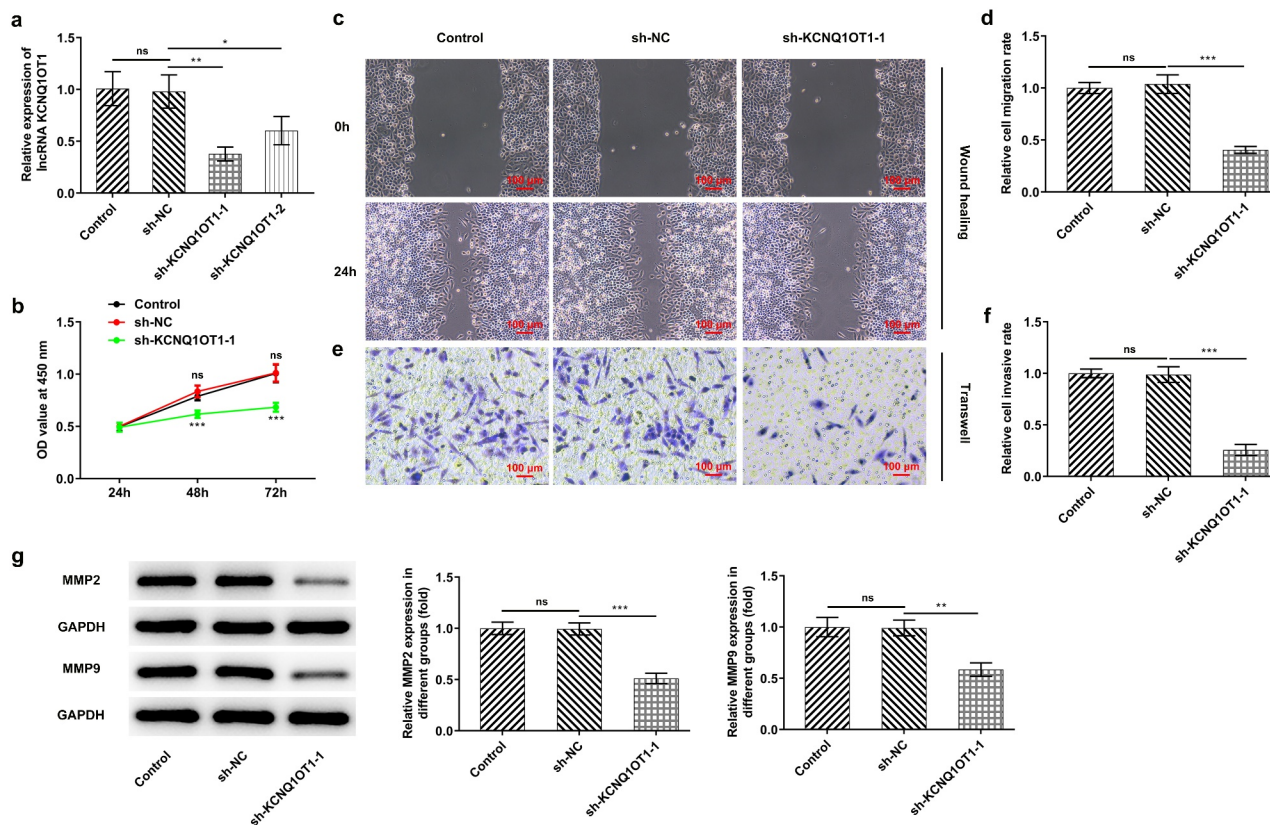 a
Relative expression of
lncRNA KCNQ1OT1
1.5
1.0
0.5
0.0
ns
*
**
Control
sh-NC
sh-KCNQ1OT1-1
sh-KCNQ1OT1-2
b
Control
sh-NC
sh-KCNQ1OT1-1
OD value at 450 nm
1.5
1.0
0.5
0.0
ns
ns
***
***
24h
48h
72h
c
Control
sh-NC
sh-KCNQ1OT1-1
0h
100 μm
100 μm
100 μm
24h
100 μm
100 μm
100 μm
Wound healing
e
100 μm
100 μm
100 μm
Transwell
d
Relative cell migration rate
1.5
1.0
0.5
0.0
ns
***
Control
sh-NC
sh-KCNQ1OT1-1
f
Relative cell invasive rate
1.5
1.0
0.5
0.0
ns
***
Control
sh-NC
sh-KCNQ1OT1-1
g
MMP2
GAPDH
MMP9
GAPDH
Control
sh-NC
sh-KCNQ1OT1-1
Relative MMP2 expression in
different groups (fold)
1.5
1.0
0.5
0.0
ns
***
Control
sh-NC
sh-KCNQ1OT1-1
Relative MMP9 expression in
different groups (fold)
1.5
1.0
0.5
0.0
ns
**
Control
sh-NC
sh-KCNQ1OT1-1